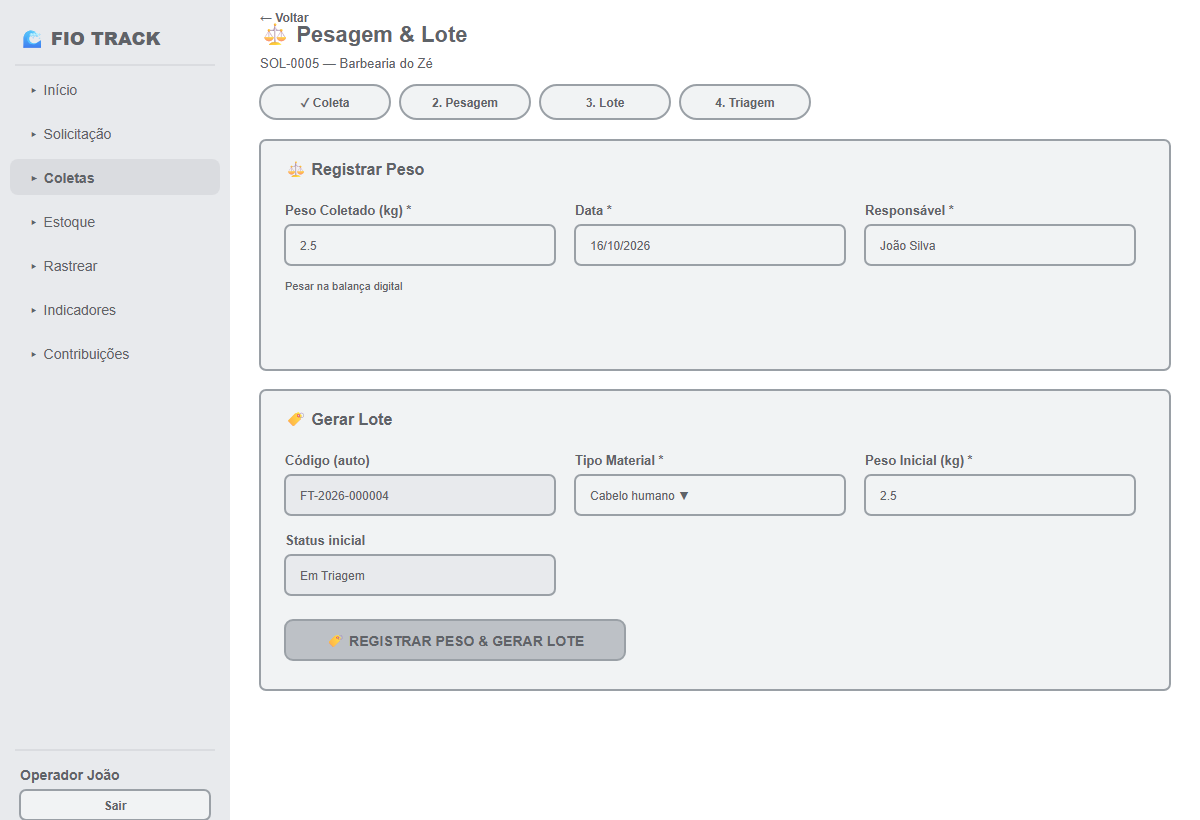 FIO TRACK
▸ Início
▸ Solicitação
▸ Coletas
▸ Estoque
▸ Rastrear
▸ Indicadores
▸ Contribuições
Operador João
Sair
← Voltar
Pesagem & Lote
SOL-0005 — Barbearia do Zé
✓ Coleta
2. Pesagem
3. Lote
4. Triagem
Registrar Peso
Peso Coletado (kg) *
2.5
Pesar na balança digital
Data *
16/10/2026
Responsável *
João Silva
Gerar Lote
Código (auto)
FT-2026-000004
Tipo Material *
Cabelo humano ▼
Peso Inicial (kg) *
2.5
Status inicial
Em Triagem
REGISTRAR PESO & GERAR LOTE